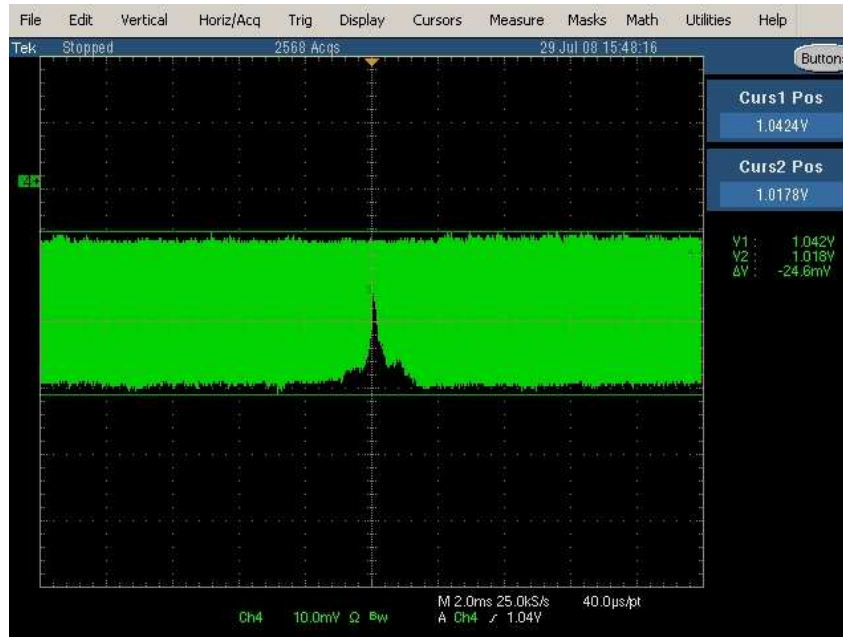 File Edit Vertical Horiz/Acq Trig Display Cursors Measure Masks Math Utilities Help
Tek Stopped 2568 Acqs 29 Jul 08 15:48:16
Button
Curs1 Pos
1.0424V
Curs2 Pos
1.0178V
4
V1 : 1.042V
V2 : 1.018V
ΔV : -24.6mV
M 2.0ms 25.0kS/s 40.0µs/pt
Ch4 10.0mV Ω Bw A Ch4 1.04V